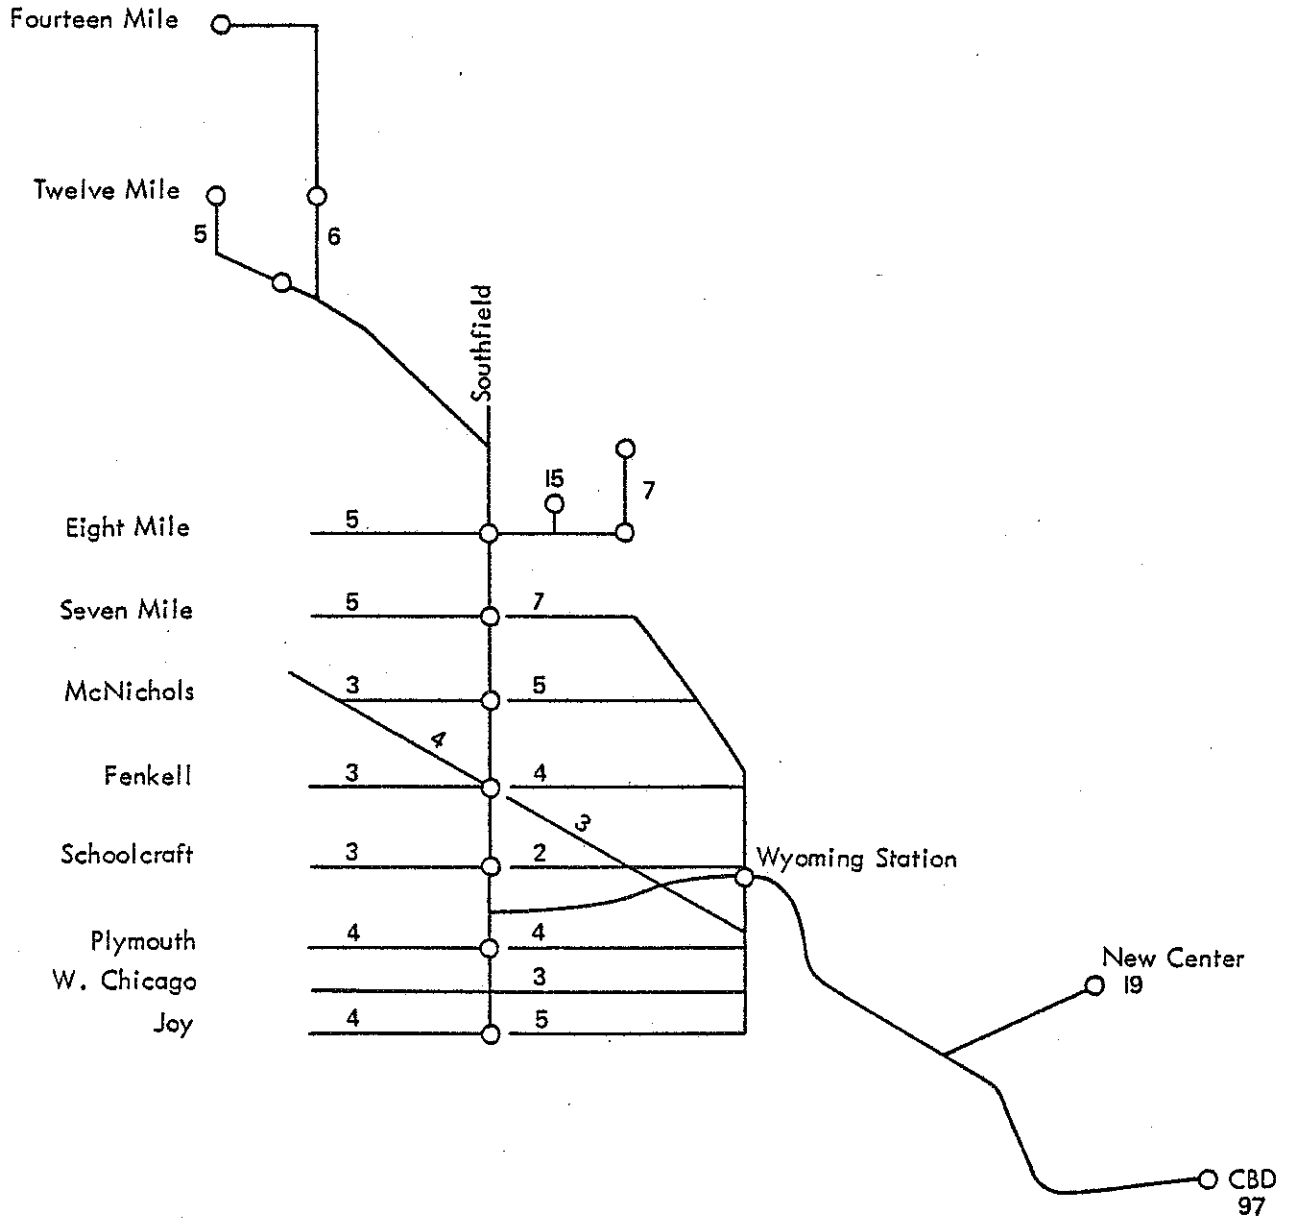 Fourteen Mile
Twelve Mile
5
6
Southfield
15
7
Eight Mile
5
Seven Mile
5
7
McNichols
3
5
4
Fenkell
3
4
3
Schoolcraft
3
2
Wyoming Station
Plymouth
4
4
W. Chicago
3
New Center
19
Joy
4
5
CBD
97